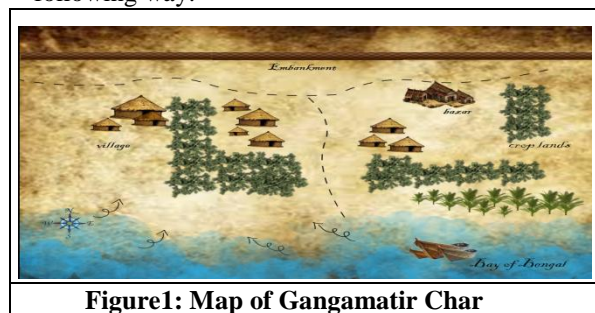 following way.
Embankment
bazar
village
crop lands
Bay of Bengal
Figure1: Map of Gangamatir Char